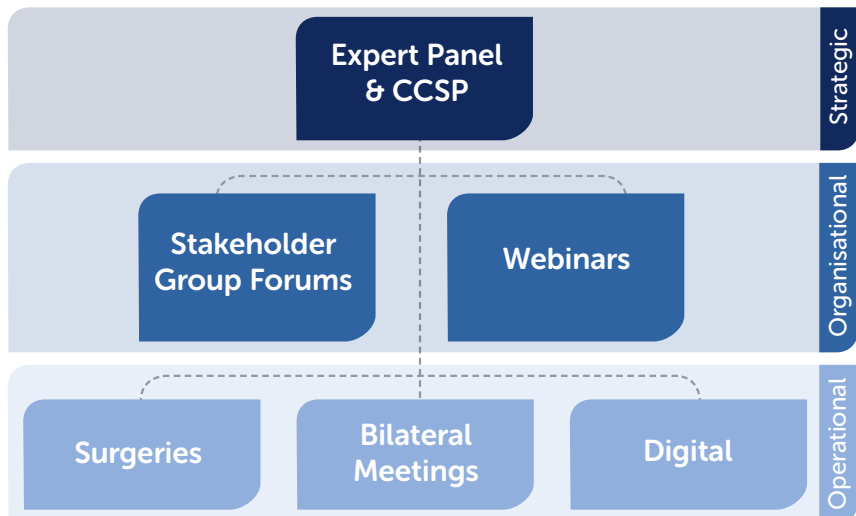 Expert Panel
& CCSP
Strategic
Stakeholder
Group Forums
Webinars
Organisational
Surgeries
Bilateral
Meetings
Digital
Operational